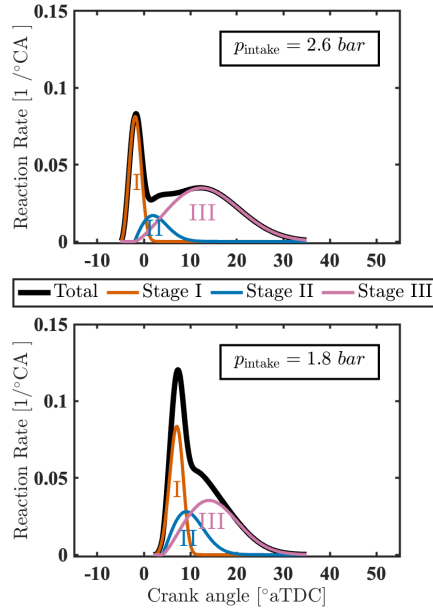 0.15
p_intake = 2.6 bar
0.1
0.05
0
Reaction Rate [1 /°CA ]
I
II
III
-10 0 10 20 30 40 50
Total Stage I Stage II Stage III
0.15
p_intake = 1.8 bar
0.1
0.05
0
Reaction Rate [1/°CA ]
I
II
III
-10 0 10 20 30 40 50
Crank angle [°aTDC]